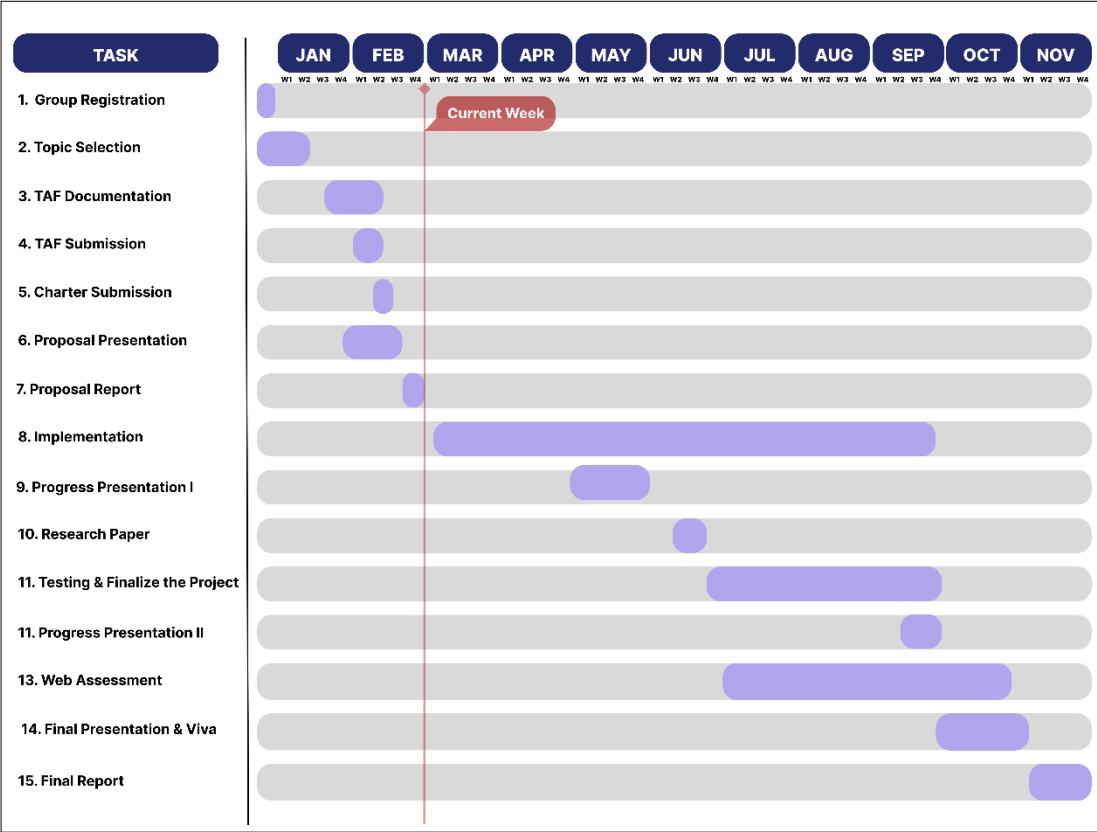 TASK JAN FEB MAR APR MAY JUN JUL AUG SEP OCT NOV
W1 W2 W3 W4 W1 W2 W3 W4 W1 W2 W3 W4 W1 W2 W3 W4 W1 W2 W3 W4 W1 W2 W3 W4 W1 W2 W3 W4 W1 W2 W3 W4 W1 W2 W3 W4 W1 W2 W3 W4 W1 W2 W3 W4
1. Group Registration
Current Week
2. Topic Selection
3. TAF Documentation
4. TAF Submission
5. Charter Submission
6. Proposal Presentation
7. Proposal Report
8. Implementation
9. Progress Presentation I
10. Research Paper
11. Testing & Finalize the Project
11. Progress Presentation II
13. Web Assessment
14. Final Presentation & Viva
15. Final Report